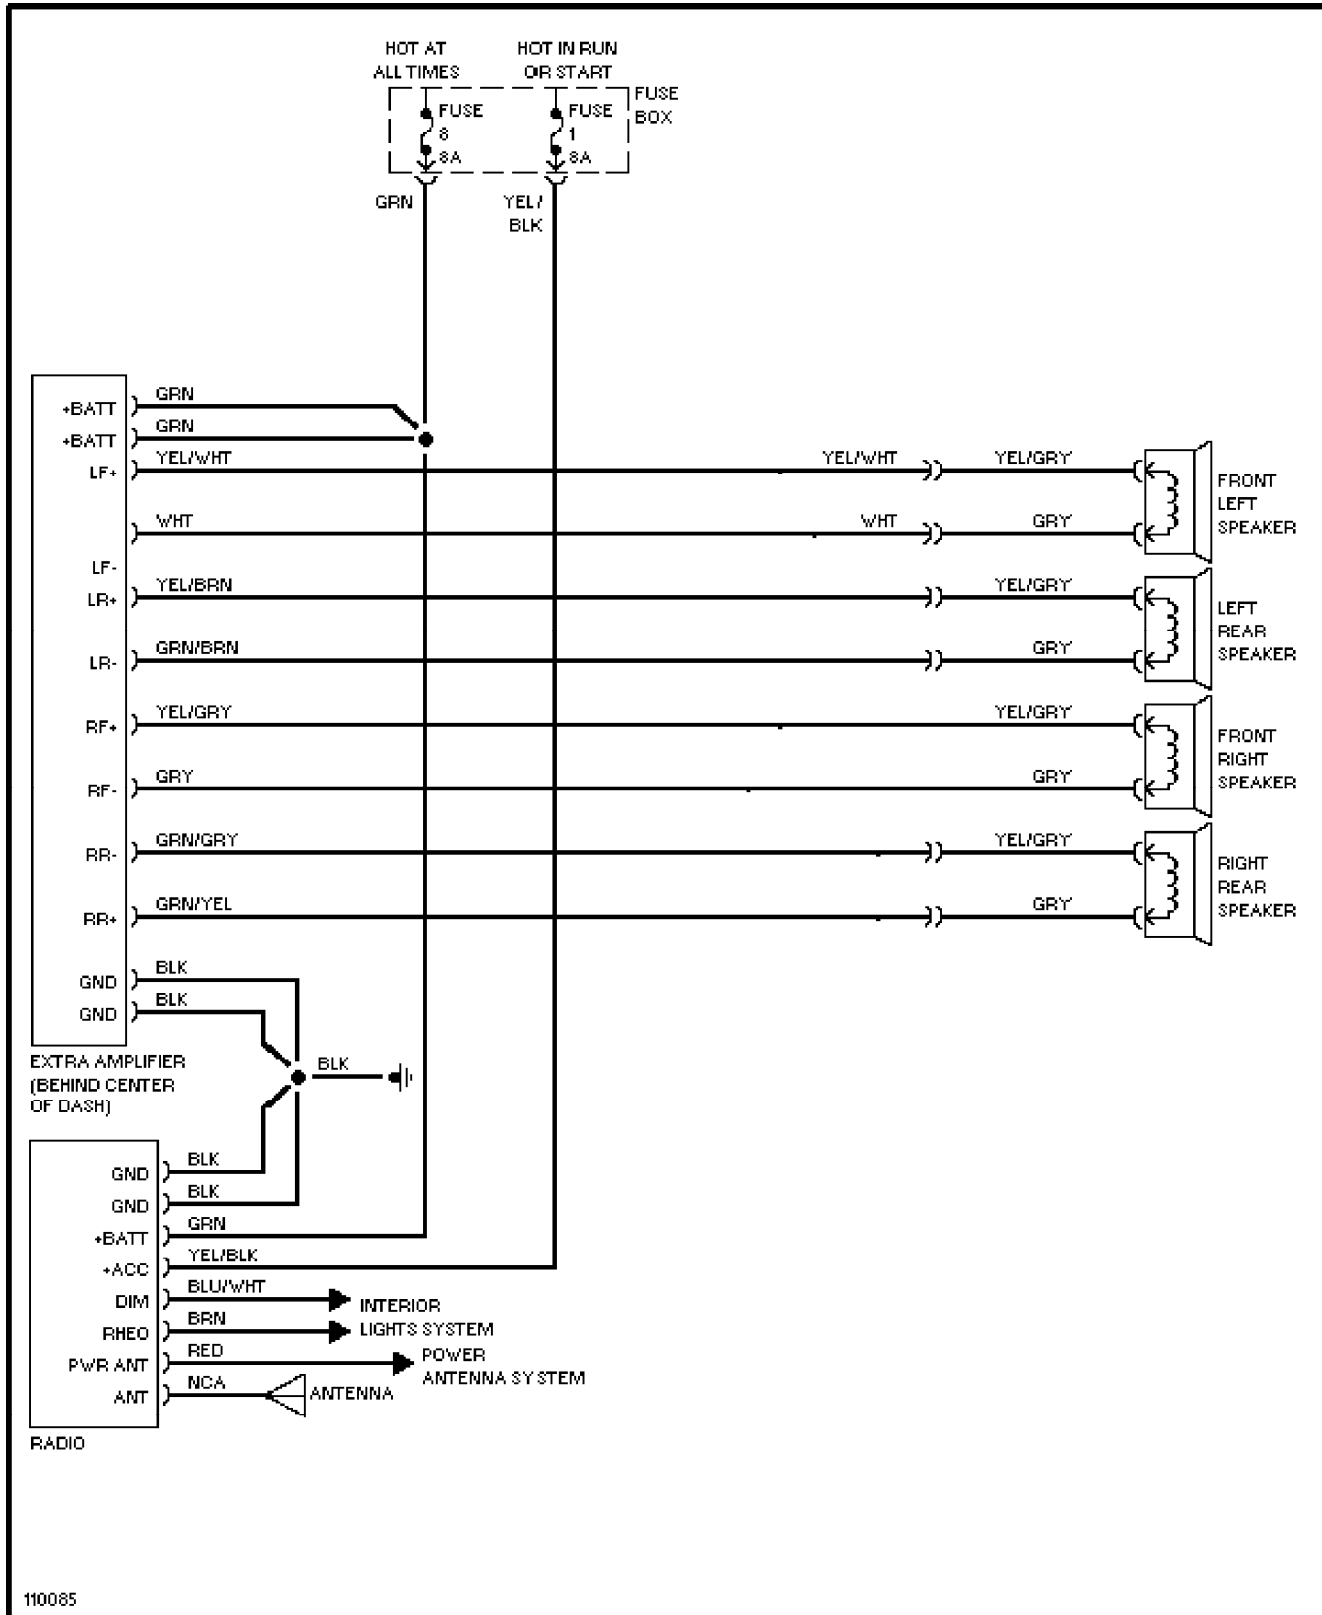 HOT AT
ALL TIMES
HOT IN RUN
OR START
FUSE
BOX
FUSE
8
8A
FUSE
1
8A
GRN
YEL/
BLK
+BATT
GRN
+BATT
GRN
LF+
YEL/WHT
YEL/WHT
YEL/GRY
WHT
WHT
GRY
FRONT
LEFT
SPEAKER
LF-
LR+
YEL/BRN
YEL/GRY
LR-
GRN/BRN
GRY
LEFT
REAR
SPEAKER
RF+
YEL/GRY
YEL/GRY
RF-
GRY
GRY
FRONT
RIGHT
SPEAKER
RR-
GRN/GRY
YEL/GRY
RR+
GRN/YEL
GRY
RIGHT
REAR
SPEAKER
GND
BLK
GND
BLK
EXTRA AMPLIFIER
(BEHIND CENTER
OF DASH)
BLK
GND
BLK
GND
BLK
+BATT
GRN
+ACC
YEL/BLK
DIM
BLU/WHT
RHEO
BRN
INTERIOR
LIGHTS SYSTEM
PWR ANT
RED
POWER
ANTENNA SYSTEM
ANT
NCA
ANTENNA
RADIO
110085